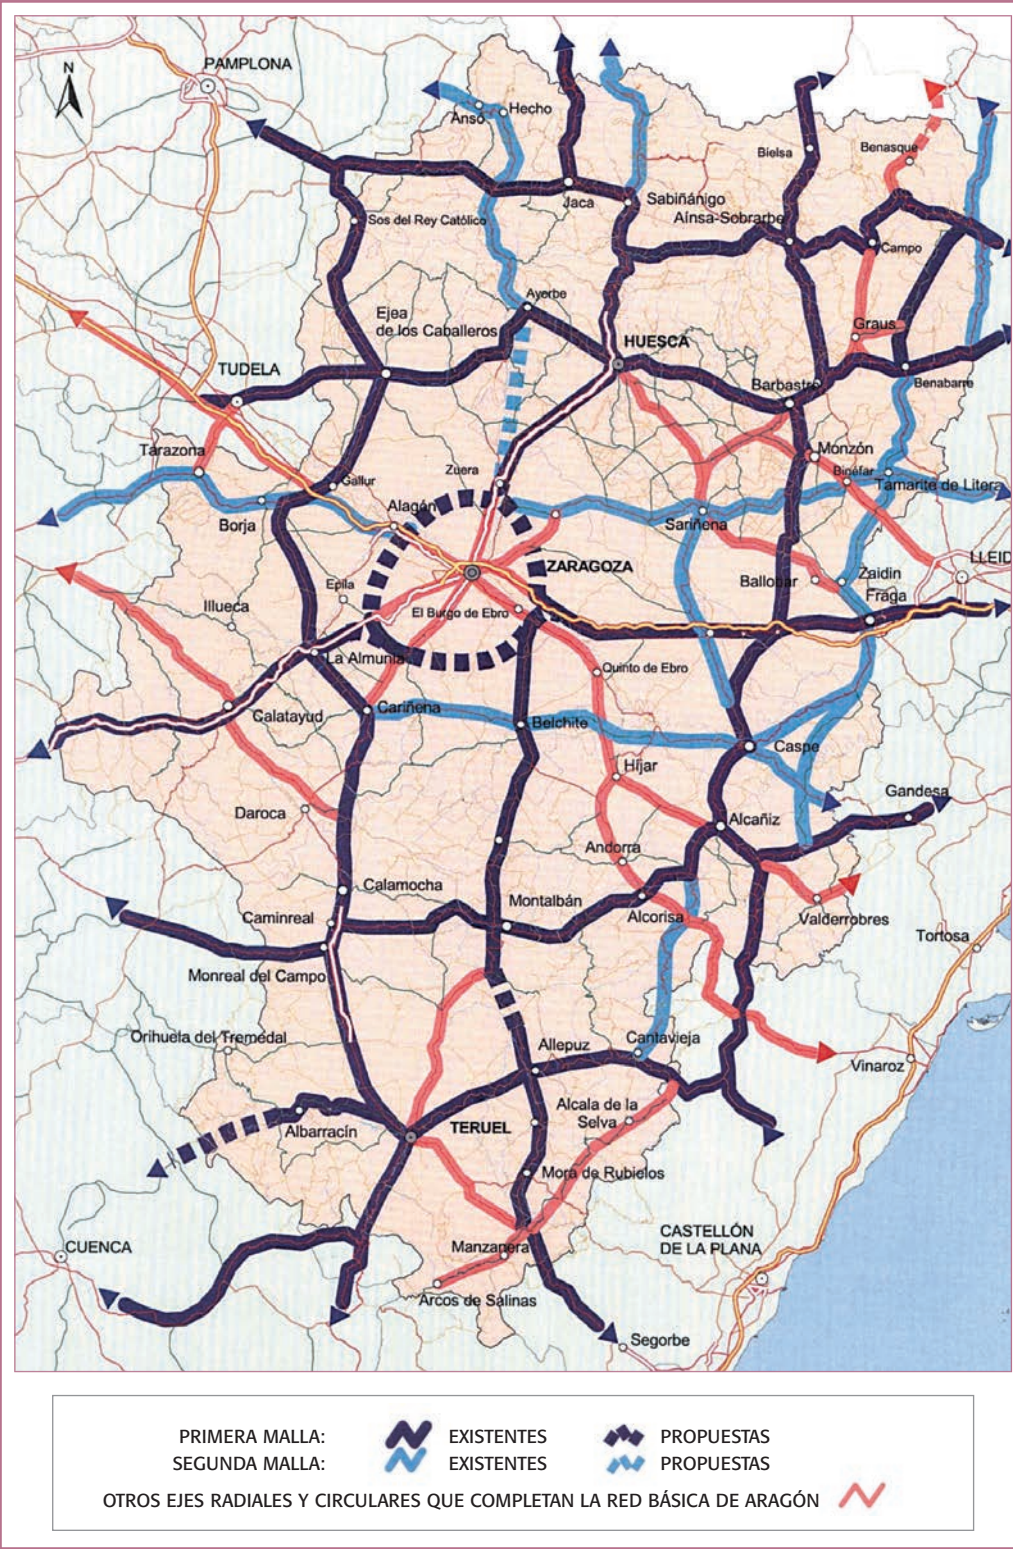 N
PAMPLONA
Hecho
Ansó
Bielsa
Benasque
Jaca
Sabiñánigo
Aínsa-Sobrarbe
Sos del Rey Católico
Campo
Ayerbe
Ejea
de los Caballeros
Graus
HUESCA
TUDELA
Barbastro
Benabarre
Tarazona
Monzón
Zuera
Binéfar
Gallur
Tamarite de Litera
Alagón
Borja
Sariñena
LLEID
ZARAGOZA
Ballobar
Zaidin
Epila
Fraga
Illueca
El Burgo de Ebro
La Almunia
Quinto de Ebro
Cariñena
Calatayud
Belchite
Caspe
Híjar
Gandesa
Daroca
Alcañiz
Andorra
Calamocha
Montalbán
Caminreal
Alcorisa
Valderrobres
Tortosa
Monreal del Campo
Orihuela del Tremédal
Allepuz
Cantavieja
Vinaroz
Alcala de la
Selva
Albarracín
TERUEL
Mora de Rubielos
CUENCA
CASTELLÓN
DE LA PLANA
Manzanera
Arcos de Salinas
Segorbe
PRIMERA MALLA: EXISTENTES PROPUESTAS
SEGUNDA MALLA: EXISTENTES PROPUESTAS
OTROS EJES RADIALES Y CIRCULARES QUE COMPLETAN LA RED BÁSICA DE ARAGÓN